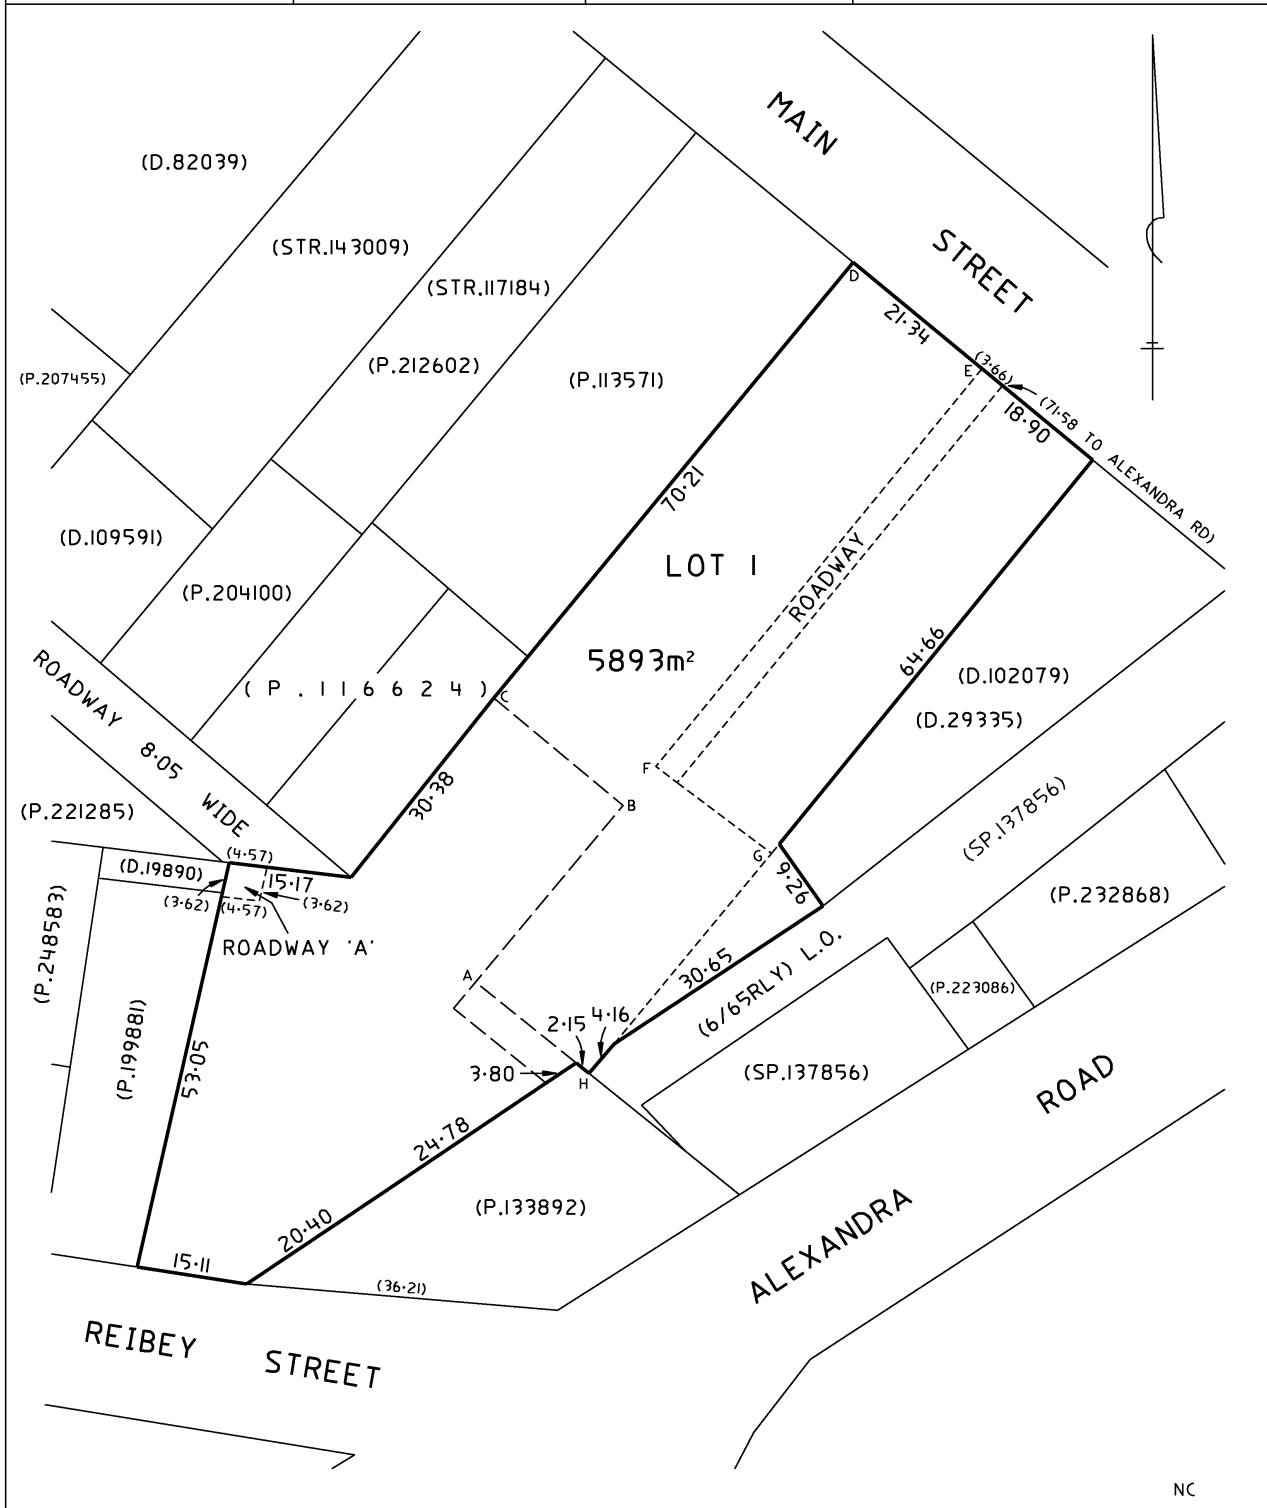 MAIN
STREET
(D.82039)
(STR.143009)
(STR.117184)
(P.212602)
(P.207455)
(P.113571)
D
21·34
(3·66)
E
(71·58 TO ALEXANDRA RD)
18·90
70·21
(D.109591)
LOT 1
ROADWAY
(P.204100)
5893m²
64·66
(D.102079)
(P.116624)
C
(D.29335)
ROADWAY 8·05 WIDE
F
30·38
B
(P.221285)
(SP.137856)
(4·57)
G
(D.19890)
15·17
9·26
(3·62)
(4·57)
(3·62)
(P.232868)
(P.248583)
ROADWAY 'A'
30·65
(6/65RLY) L.O.
A
(P.223086)
2·15
4·16
(P.199881)
53·05
3·80
H
(SP.137856)
24·78
(P.133892)
20·40
15·11
(36·21)
ALEXANDRA ROAD
REIBEY STREET
NC